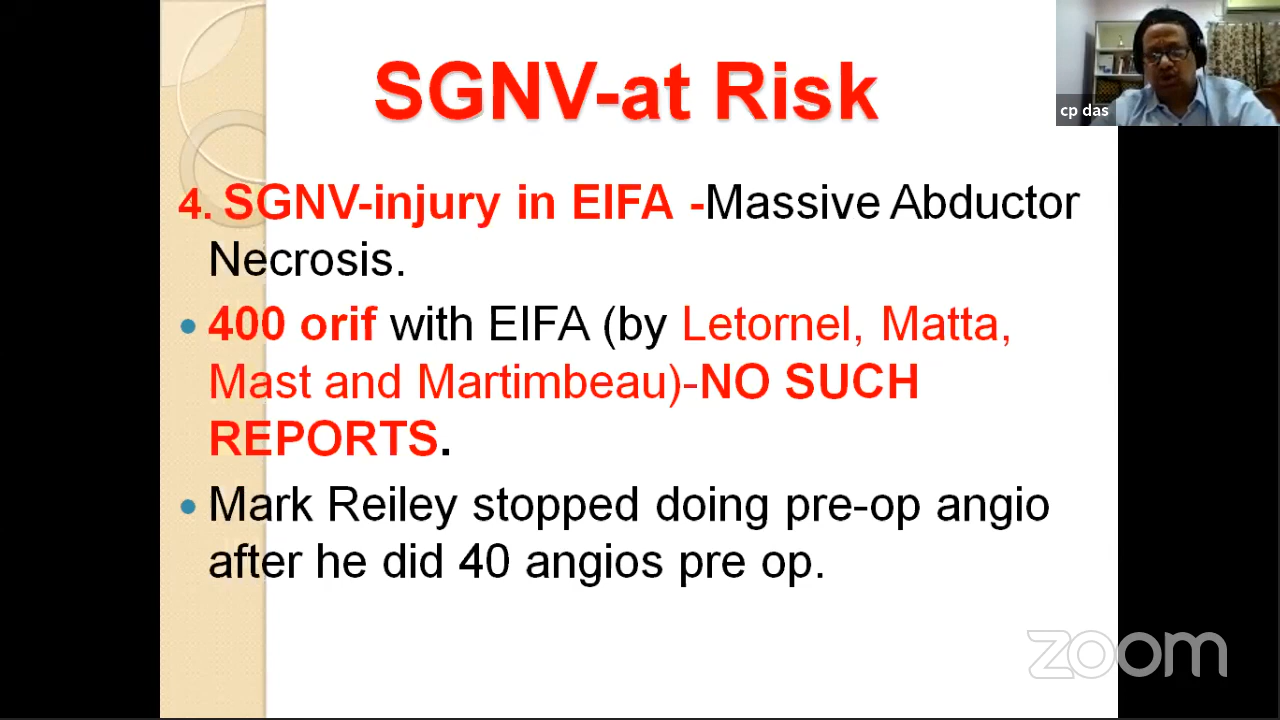 SGNV-at Risk
cp das
4. SGNV-injury in EIFA -Massive Abductor
Necrosis.
• 400 orif with EIFA (by Letornel, Matta,
Mast and Martimbeau)-NO SUCH
REPORTS.
• Mark Reiley stopped doing pre-op angio
after he did 40 angios pre op.
zoom